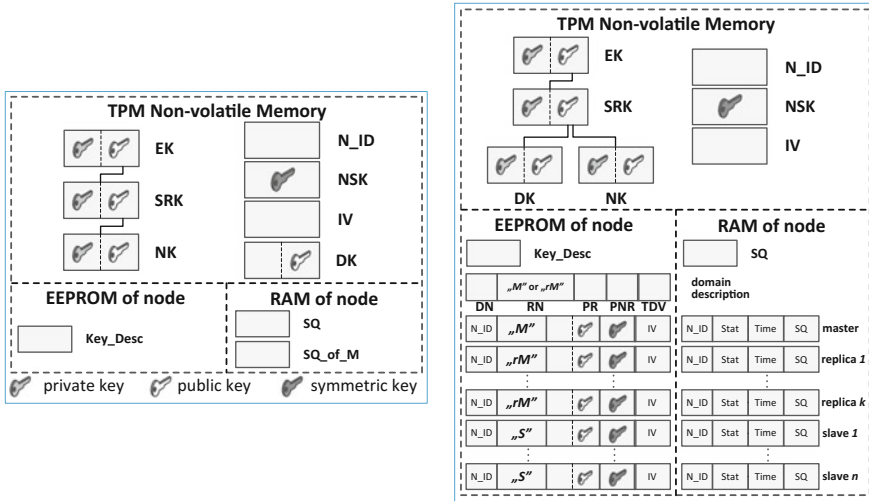 TPM Non-volatile Memory
EK
SRK
NK
N_ID
NSK
IV
DK
EEPROM of node
Key_Desc
RAM of node
SQ
SQ_of_M
private key
public key
symmetric key
TPM Non-volatile Memory
EK
SRK
DK
NK
N_ID
NSK
IV
EEPROM of node
Key_Desc
„M” or „rM”
DN RN PR PNR TDV
RAM of node
SQ
domain
description
N_ID „M” IV N_ID Stat Time SQ master
N_ID „rM” IV N_ID Stat Time SQ replica 1
N_ID „rM” IV N_ID Stat Time SQ replica k
N_ID „S” IV N_ID Stat Time SQ slave 1
N_ID „S” IV N_ID Stat Time SQ slave n